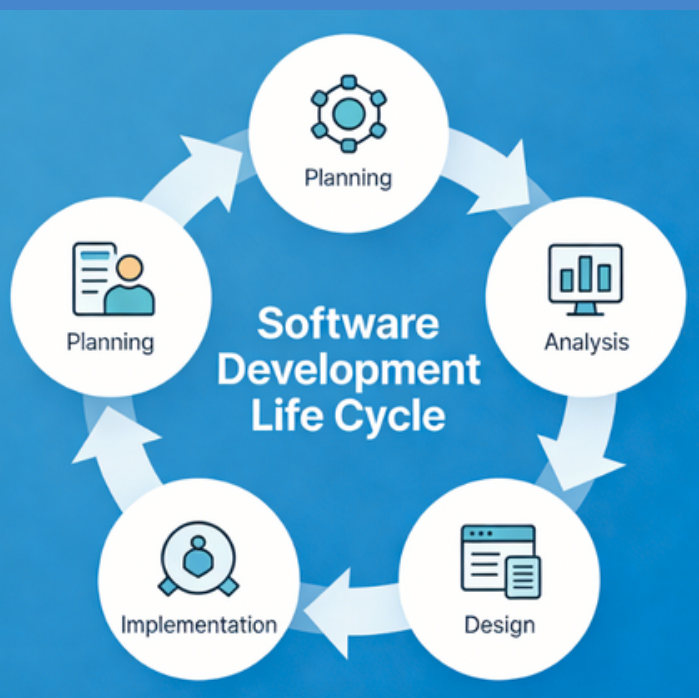 Planning
Planning
Analysis
Software
Development
Life Cycle
Implementation
Design